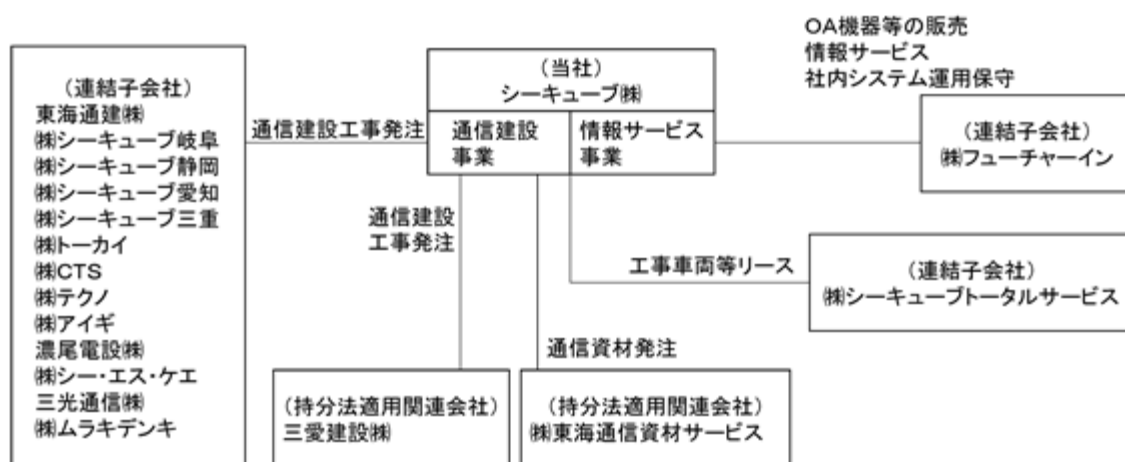 (連結子会社)
東海通建㈱
㈱シーキューブ岐阜
㈱シーキューブ静岡
㈱シーキューブ愛知
㈱シーキューブ三重
㈱トーカイ
㈱CTS
㈱テクノ
㈱アイギ
濃尾電設㈱
㈱シー・エス・ケエ
三光通信㈱
㈱ムラキデンキ
通信建設工事発注
(当社)
シーキューブ㈱
通信建設
事業
情報サービス
事業
OA機器等の販売
情報サービス
社内システム運用保守
(連結子会社)
㈱フューチャーイン
通信建設
工事発注
工事車両等リース
(連結子会社)
㈱シーキューブトータルサービス
通信資材発注
(持分法適用関連会社)
三愛建設㈱
(持分法適用関連会社)
㈱東海通信資材サービス